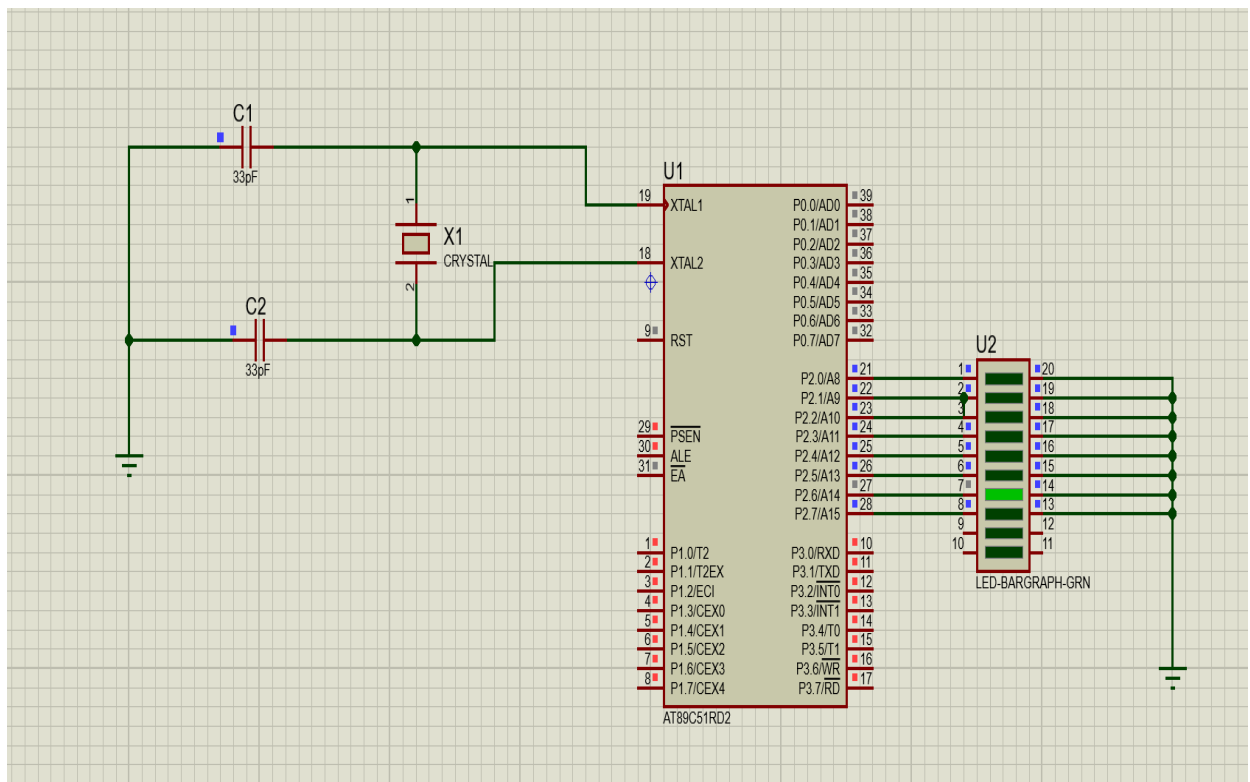 C1
33pF
X1
CRYSTAL
1
2
C2
33pF
U1
19 XTAL1
18 XTAL2
9 RST
29 PSEN
30 ALE
31 EA
1 P1.0/T2
2 P1.1/T2EX
3 P1.2/ECI
4 P1.3/CEX0
5 P1.4/CEX1
6 P1.5/CEX2
7 P1.6/CEX3
8 P1.7/CEX4
P0.0/AD0 39
P0.1/AD1 38
P0.2/AD2 37
P0.3/AD3 36
P0.4/AD4 35
P0.5/AD5 34
P0.6/AD6 33
P0.7/AD7 32
P2.0/A8 21
P2.1/A9 22
P2.2/A10 23
P2.3/A11 24
P2.4/A12 25
P2.5/A13 26
P2.6/A14 27
P2.7/A15 28
P3.0/RXD 10
P3.1/TXD 11
P3.2/INT0 12
P3.3/INT1 13
P3.4/T0 14
P3.5/T1 15
P3.6/WR 16
P3.7/RD 17
AT89C51RD2
U2
1 20
2 19
3 18
4 17
5 16
6 15
7 14
8 13
9 12
10 11
LED-BARGRAPH-GRN